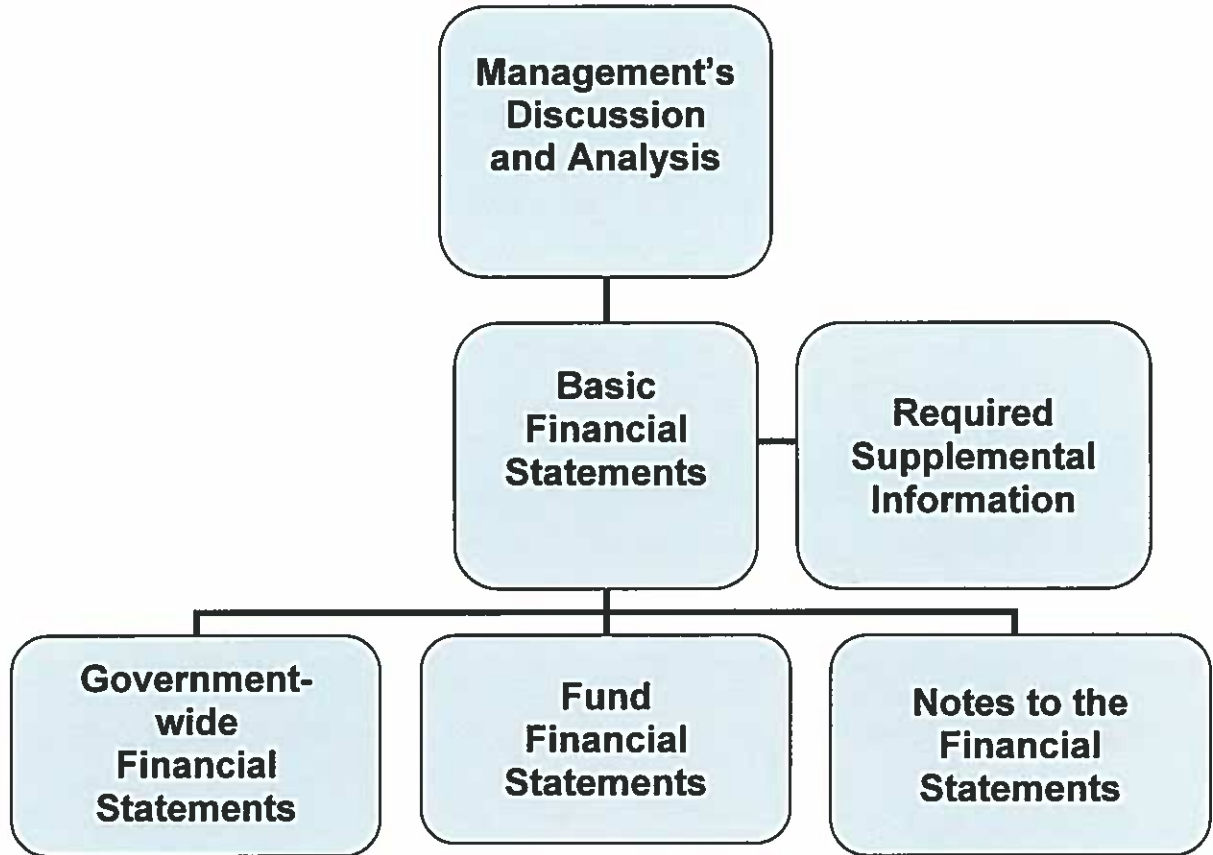 Management's
Discussion
and Analysis
Basic
Financial
Statements
Required
Supplemental
Information
Government-
wide
Financial
Statements
Fund
Financial
Statements
Notes to the
Financial
Statements